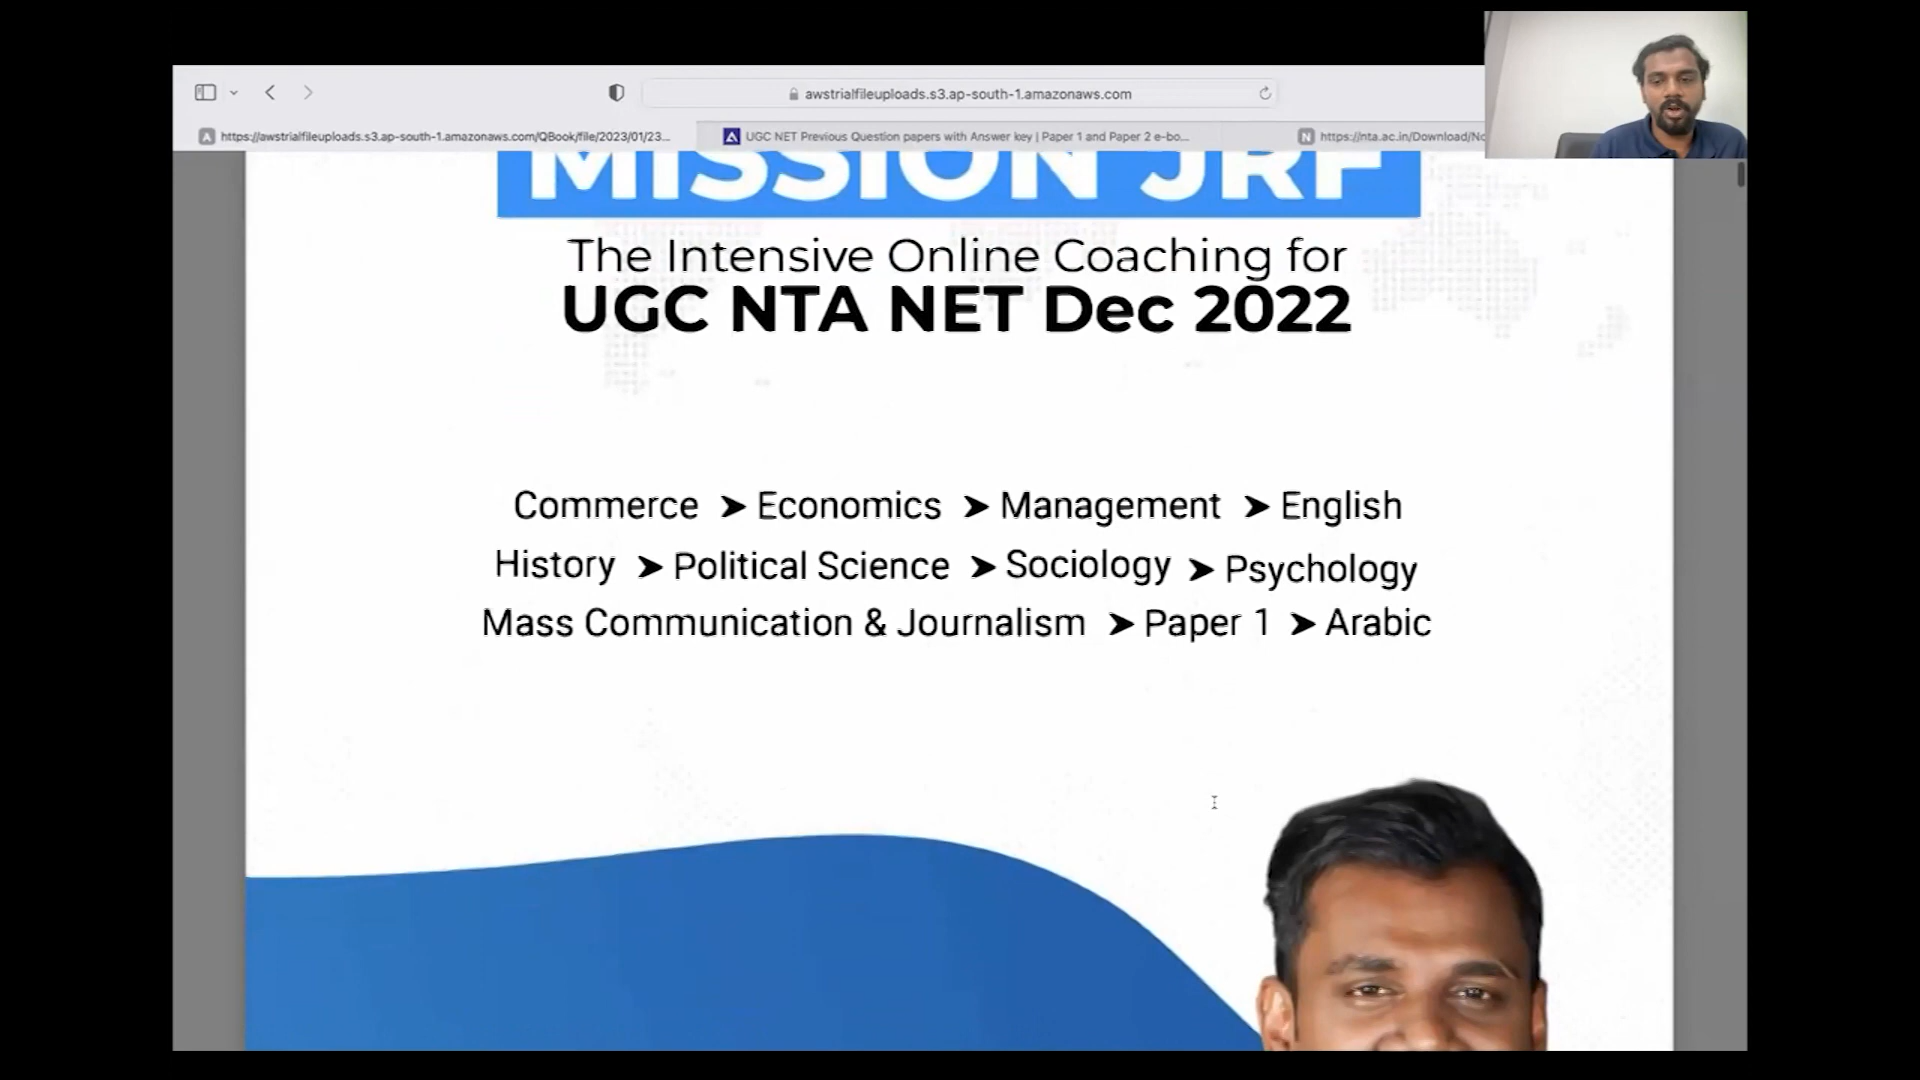 awstrialfileuploads.s3.ap-south-1.amazonaws.com
A https://awstrialfileuploads.s3.ap-south-1.amazonaws.com/QBook/file/2023/01/23...
UGC NET Previous Question papers with Answer key | Paper 1 and Paper 2 e-bo...
N https://nta.ac.in/Download/No
MISSION JRF
The Intensive Online Coaching for
UGC NTA NET Dec 2022
Commerce ➤ Economics ➤ Management ➤ English
History ➤ Political Science ➤ Sociology ➤ Psychology
Mass Communication & Journalism ➤ Paper 1 ➤ Arabic